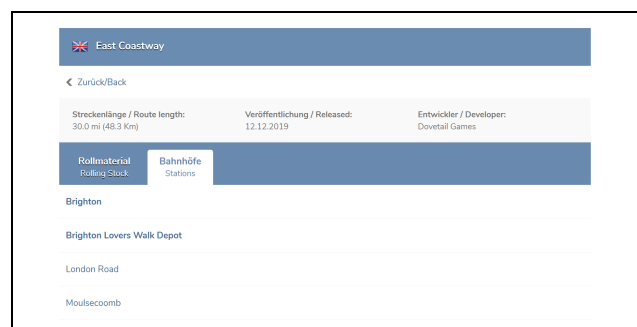 East Coastway
Zurück/Back
Streckenlänge / Route length: Veröffentlichung / Released: Entwickler / Developer:
30.0 mi (48.3 Km) 12.12.2019 Dovetail Games
Rollmaterial Bahnhöfe
Rolling Stock Stations
Brighton
Brighton Lovers Walk Depot
London Road
Moulsecoomb